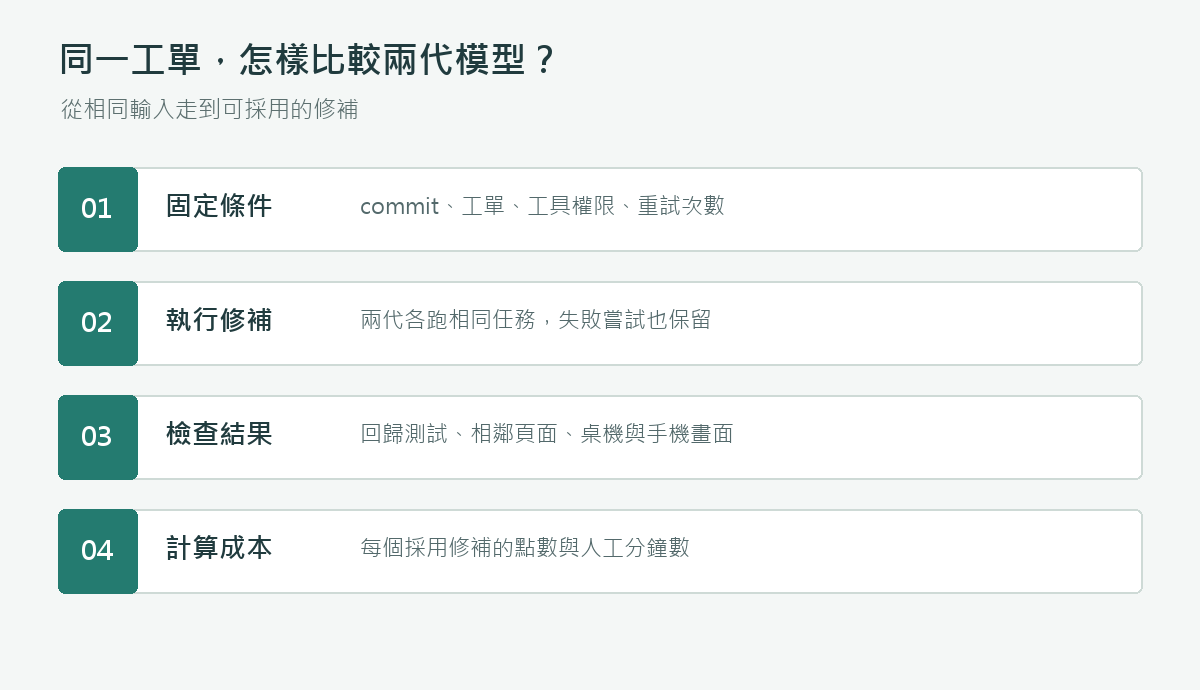 同一工單，怎樣比較兩代模型？
從相同輸入走到可採用的修補
01 固定條件 commit、工單、工具權限、重試次數
02 執行修補 兩代各跑相同任務，失敗嘗試也保留
03 檢查結果 回歸測試、相鄰頁面、桌機與手機畫面
04 計算成本 每個採用修補的點數與人工分鐘數